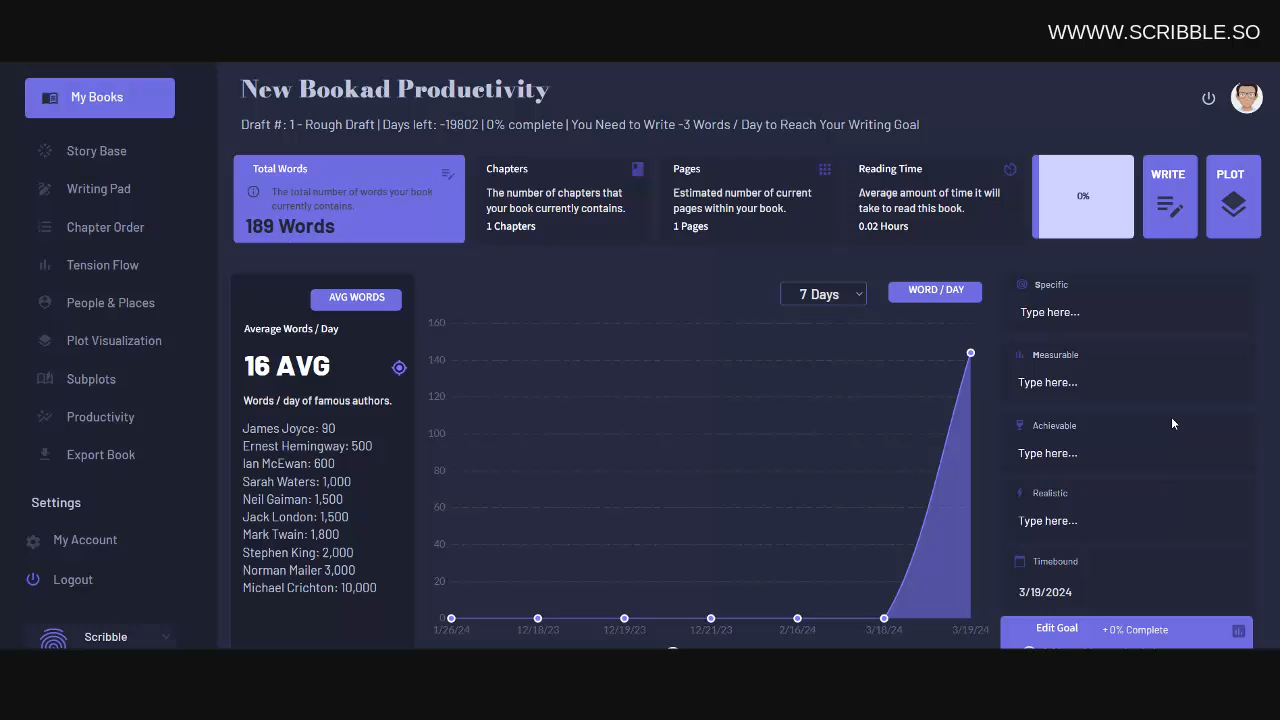 WWWW.SCRIBBLE.SO
My Books
New Bookad Productivity
Draft #: 1 - Rough Draft | Days left: -19802 | 0% complete | You Need to Write -3 Words / Day to Reach Your Writing Goal
Story Base
Writing Pad
Chapter Order
Tension Flow
People & Places
Plot Visualization
Subplots
Productivity
Export Book
Settings
My Account
Logout
Scribble
Total Words
The total number of words your book
currently contains.
189 Words
Chapters
The number of chapters that
your book currently contains.
1 Chapters
Pages
Estimated number of current
pages within your book.
1 Pages
Reading Time
Average amount of time it will
take to read this book.
0.02 Hours
0%
WRITE
PLOT
AVG WORDS
Average Words / Day
16 AVG
Words / day of famous authors.
James Joyce: 90
Ernest Hemingway: 500
Ian McEwan: 600
Sarah Waters: 1,000
Neil Gaiman: 1,500
Jack London: 1,500
Mark Twain: 1,800
Stephen King: 2,000
Norman Mailer 3,000
Michael Crichton: 10,000
7 Days
WORD / DAY
160
140
120
100
80
60
40
20
0
1/26/24 12/18/23 12/19/23 12/21/23 2/16/24 3/18/24 3/19/24
Specific
Type here...
Measurable
Type here...
Achievable
Type here...
Realistic
Type here...
Timebound
3/19/2024
Edit Goal + 0% Complete